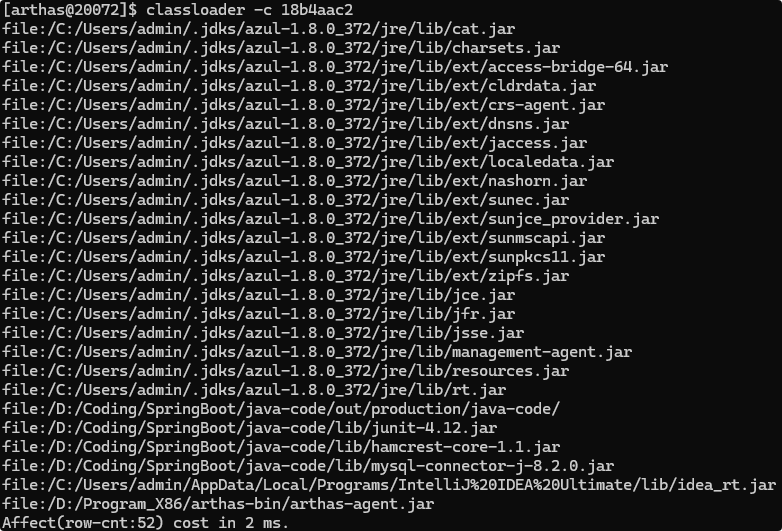 [arthas@20072]$ classloader -c 18b4aac2
file:/C:/Users/admin/.jdks/azul-1.8.0_372/jre/lib/cat.jar
file:/C:/Users/admin/.jdks/azul-1.8.0_372/jre/lib/charsets.jar
file:/C:/Users/admin/.jdks/azul-1.8.0_372/jre/lib/ext/access-bridge-64.jar
file:/C:/Users/admin/.jdks/azul-1.8.0_372/jre/lib/ext/cldrdata.jar
file:/C:/Users/admin/.jdks/azul-1.8.0_372/jre/lib/ext/crs-agent.jar
file:/C:/Users/admin/.jdks/azul-1.8.0_372/jre/lib/ext/dnsns.jar
file:/C:/Users/admin/.jdks/azul-1.8.0_372/jre/lib/ext/jaccess.jar
file:/C:/Users/admin/.jdks/azul-1.8.0_372/jre/lib/ext/localedata.jar
file:/C:/Users/admin/.jdks/azul-1.8.0_372/jre/lib/ext/nashorn.jar
file:/C:/Users/admin/.jdks/azul-1.8.0_372/jre/lib/ext/sunec.jar
file:/C:/Users/admin/.jdks/azul-1.8.0_372/jre/lib/ext/sunjce_provider.jar
file:/C:/Users/admin/.jdks/azul-1.8.0_372/jre/lib/ext/sunmscapi.jar
file:/C:/Users/admin/.jdks/azul-1.8.0_372/jre/lib/ext/sunpkcs11.jar
file:/C:/Users/admin/.jdks/azul-1.8.0_372/jre/lib/ext/zipfs.jar
file:/C:/Users/admin/.jdks/azul-1.8.0_372/jre/lib/jce.jar
file:/C:/Users/admin/.jdks/azul-1.8.0_372/jre/lib/jfr.jar
file:/C:/Users/admin/.jdks/azul-1.8.0_372/jre/lib/jsse.jar
file:/C:/Users/admin/.jdks/azul-1.8.0_372/jre/lib/management-agent.jar
file:/C:/Users/admin/.jdks/azul-1.8.0_372/jre/lib/resources.jar
file:/C:/Users/admin/.jdks/azul-1.8.0_372/jre/lib/rt.jar
file:/D:/Coding/SpringBoot/java-code/out/production/java-code/
file:/D:/Coding/SpringBoot/java-code/lib/junit-4.12.jar
file:/D:/Coding/SpringBoot/java-code/lib/hamcrest-core-1.1.jar
file:/D:/Coding/SpringBoot/java-code/lib/mysql-connector-j-8.2.0.jar
file:/C:/Users/admin/AppData/Local/Programs/IntelliJ%20IDEA%20Ultimate/lib/idea_rt.jar
file:/D:/Program_X86/arthas-bin/arthas-agent.jar
Affect(row-cnt:52) cost in 2 ms.